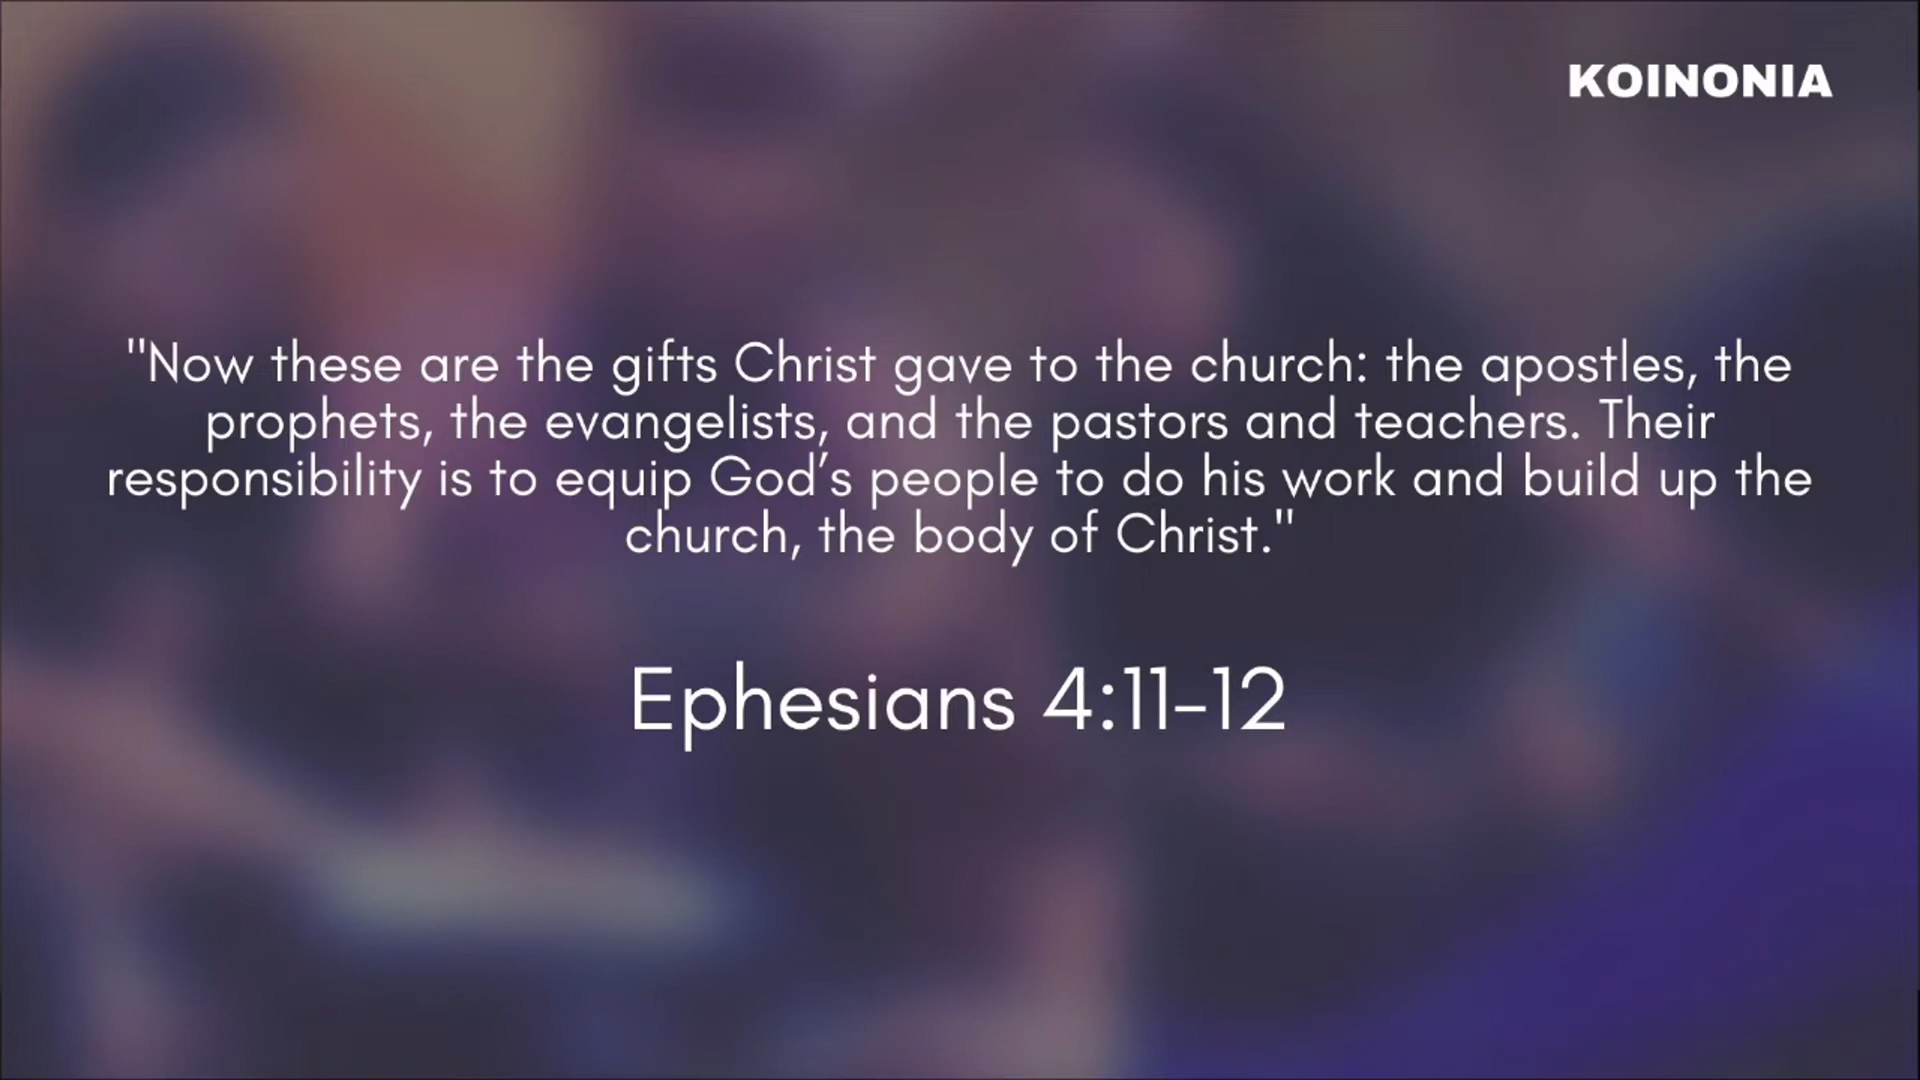 KOINONIA
"Now these are the gifts Christ gave to the church: the apostles, the
prophets, the evangelists, and the pastors and teachers. Their
responsibility is to equip God’s people to do his work and build up the
church, the body of Christ."
Ephesians 4:11-12